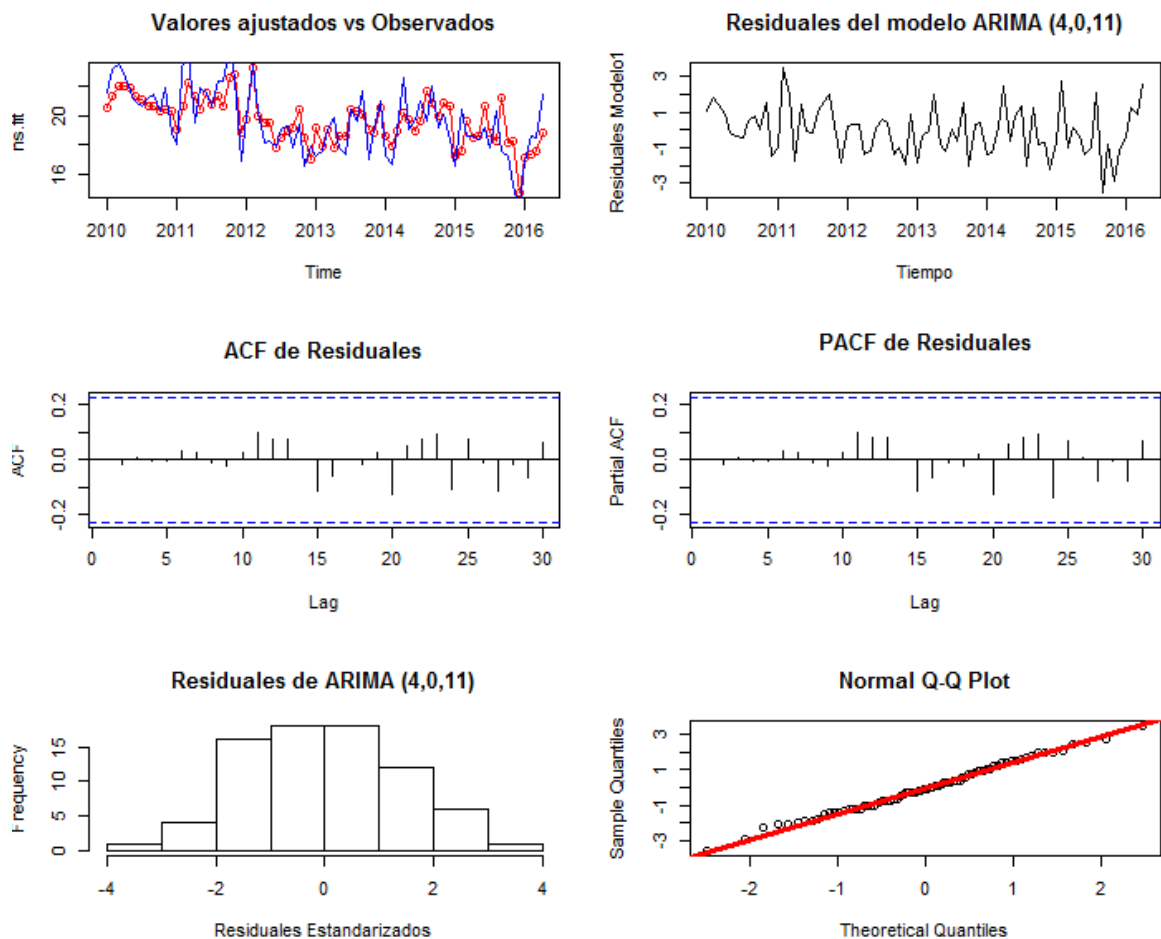 Valores ajustados vs Observados
ns.ttt
20
16
2010 2011 2012 2013 2014 2015 2016
Time
Residuales del modelo ARIMA (4,0,11)
Residuales Modelo1
3
1
-1
-3
2010 2011 2012 2013 2014 2015 2016
Tiempo
ACF de Residuales
ACF
0.2
0.0
-0.2
0 5 10 15 20 25 30
Lag
PACF de Residuales
Partial ACF
0.2
0.0
-0.2
0 5 10 15 20 25 30
Lag
Residuales de ARIMA (4,0,11)
Frequency
15
10
5
0
-4 -2 0 2 4
Residuales Estandarizados
Normal Q-Q Plot
Sample Quantiles
3
1
-1
-3
-2 -1 0 1 2
Theoretical Quantiles